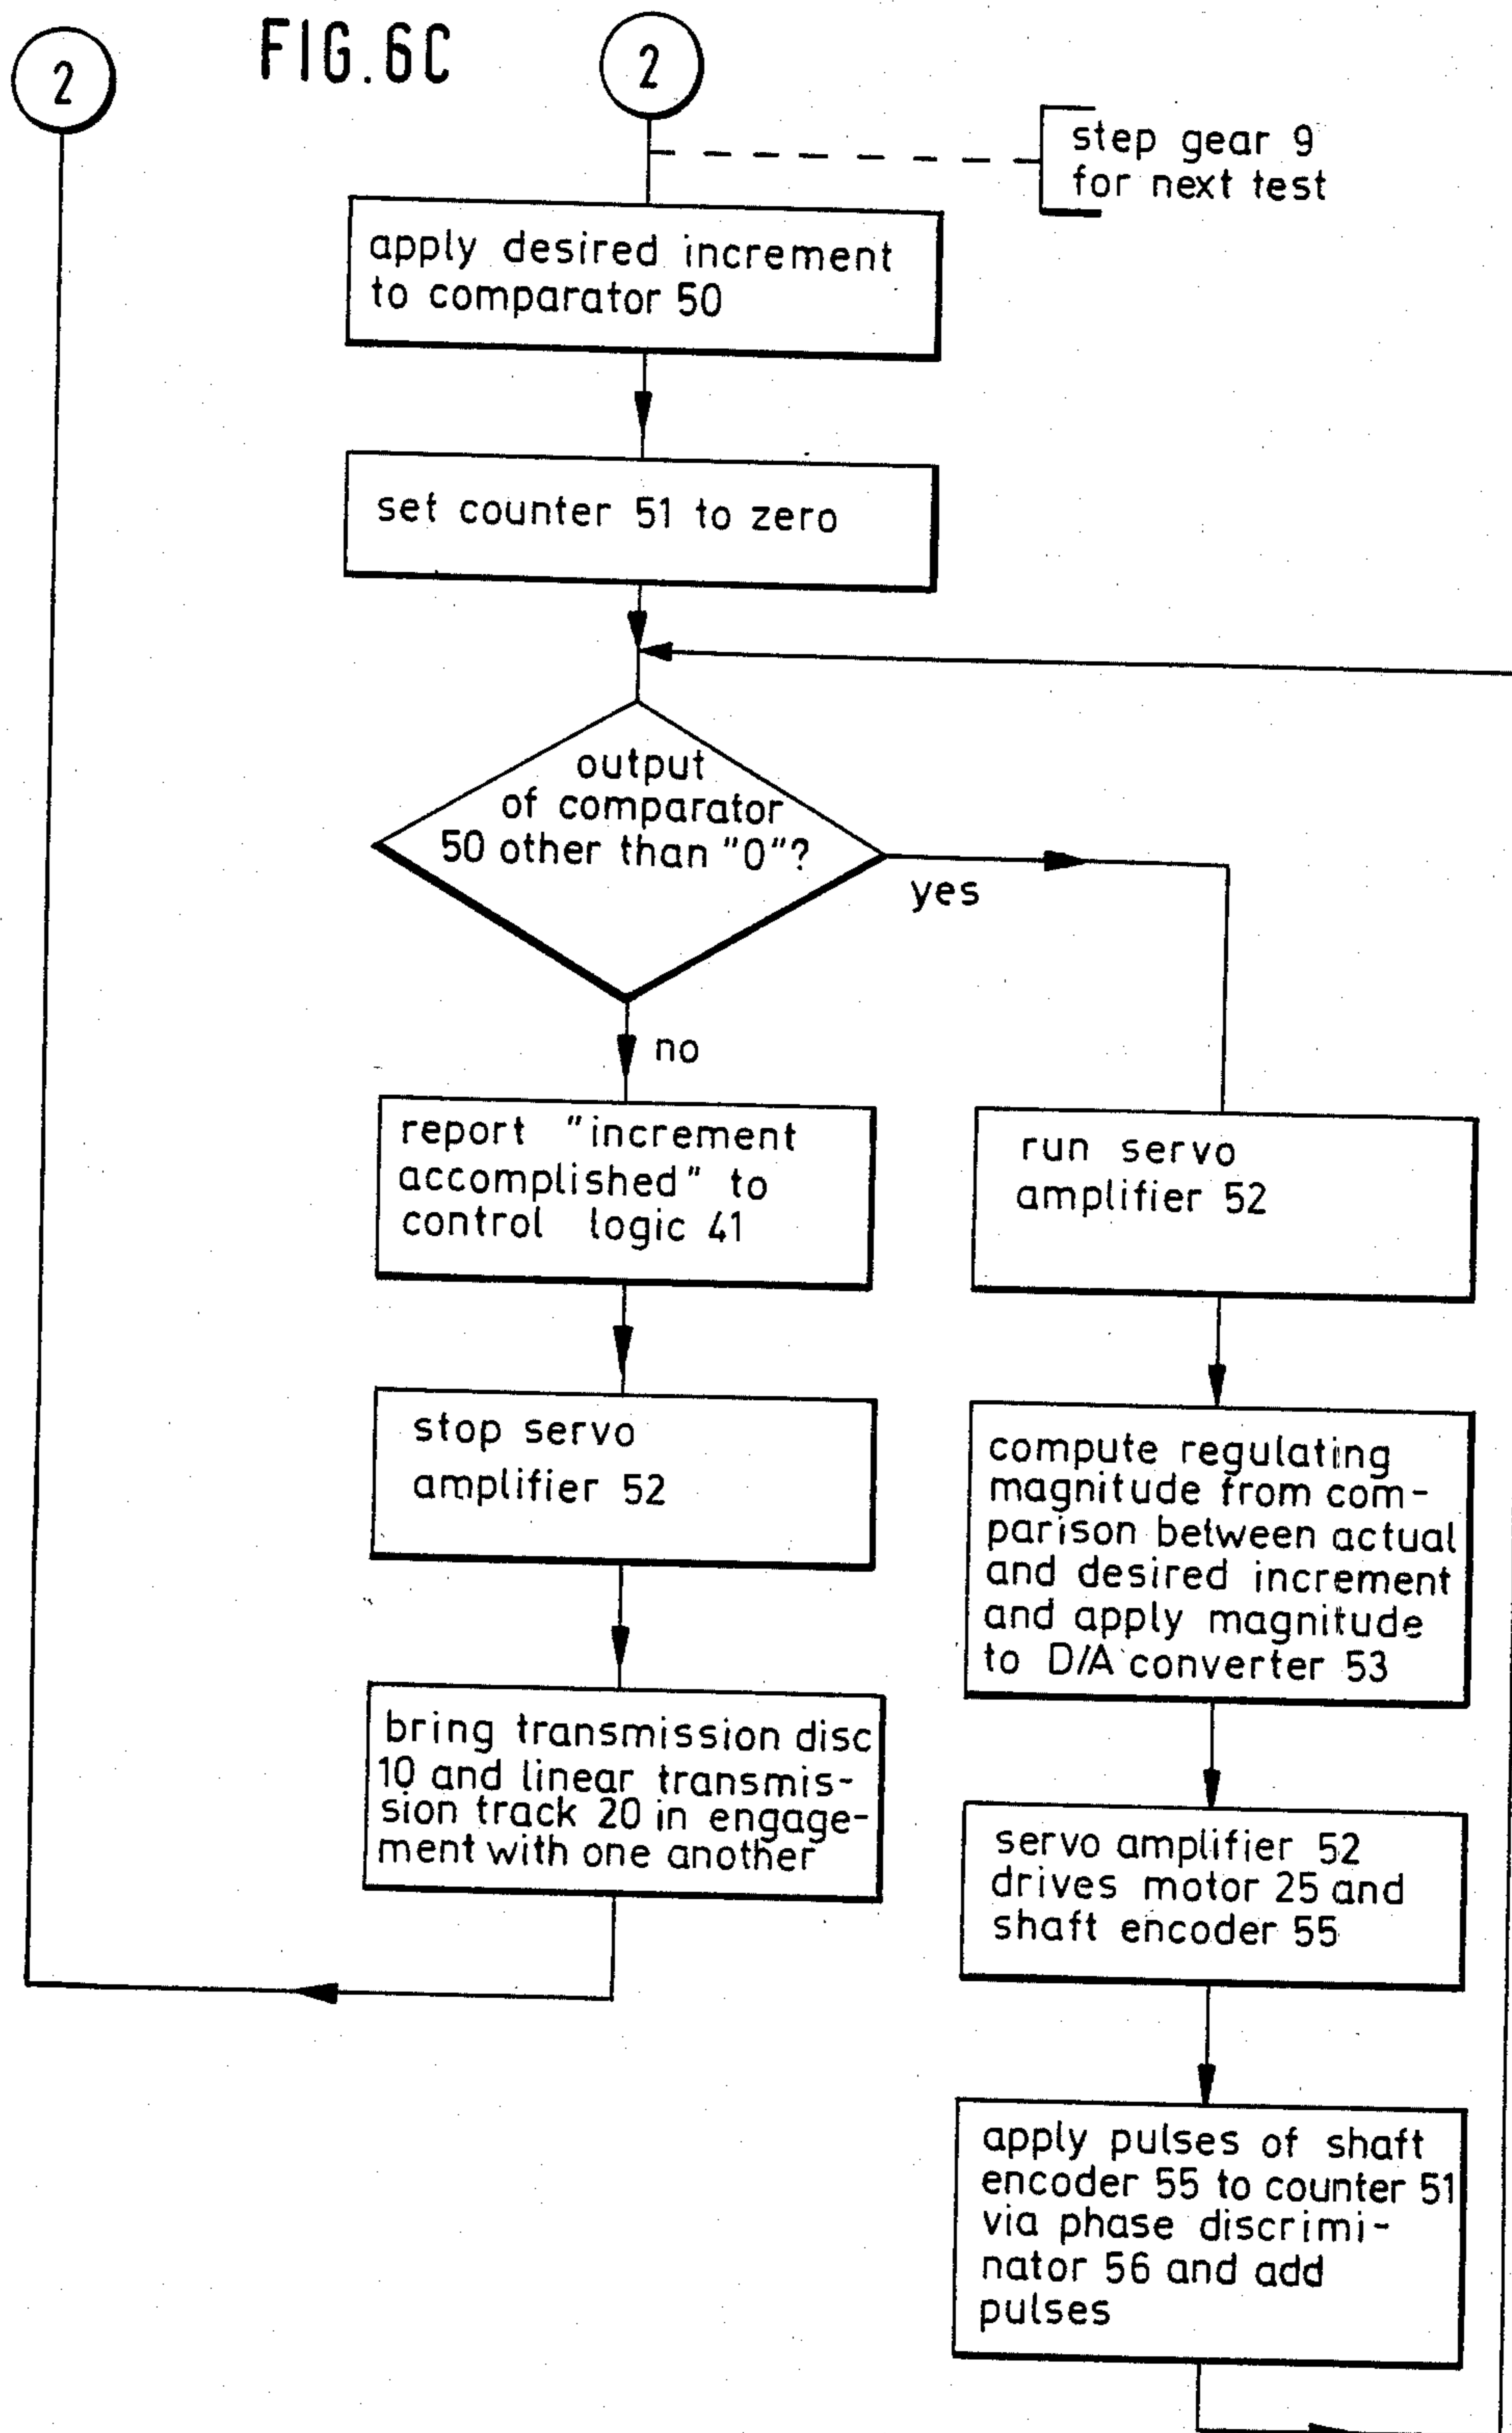 FIG.6C
2
2
step gear 9
for next test
apply desired increment
to comparator 50
set counter 51 to zero
output
of comparator
50 other than "0"?
yes
no
report "increment
accomplished" to
control logic 41
stop servo
amplifier 52
bring transmission disc
10 and linear transmis-
sion track 20 in engage-
ment with one another
run servo
amplifier 52
compute regulating
magnitude from com-
parison between actual
and desired increment
and apply magnitude
to D/A converter 53
servo amplifier 52
drives motor 25 and
shaft encoder 55
apply pulses of shaft
encoder 55 to counter 51
via phase discrimi-
nator 56 and add
pulses